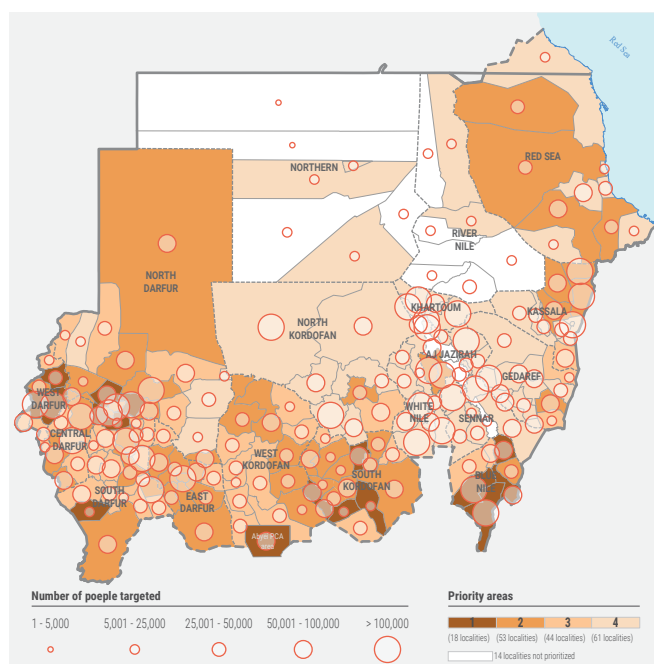 Red Sea
RED SEA
NORTHERN
RIVER
NILE
NORTH
DARFUR
KHARTOUM
KASSALA
NORTH
KORDOFAN
AJ JAZIRAH
GEDAREF
WEST
DARFUR
WHITE
NILE
SENNAR
CENTRAL
DARFUR
WEST
KORDOFAN
SOUTH
KORDOFAN
BLUE
NILE
SOUTH
DARFUR
EAST
DARFUR
Abyei PCA
area
Number of poeple targeted
1 - 5,000
5,001 - 25,000
25,001 - 50,000
50,001 - 100,000
> 100,000
Priority areas
1 2 3 4
(18 localities) (53 localities) (44 localities) (61 localities)
14 localities not prioritized